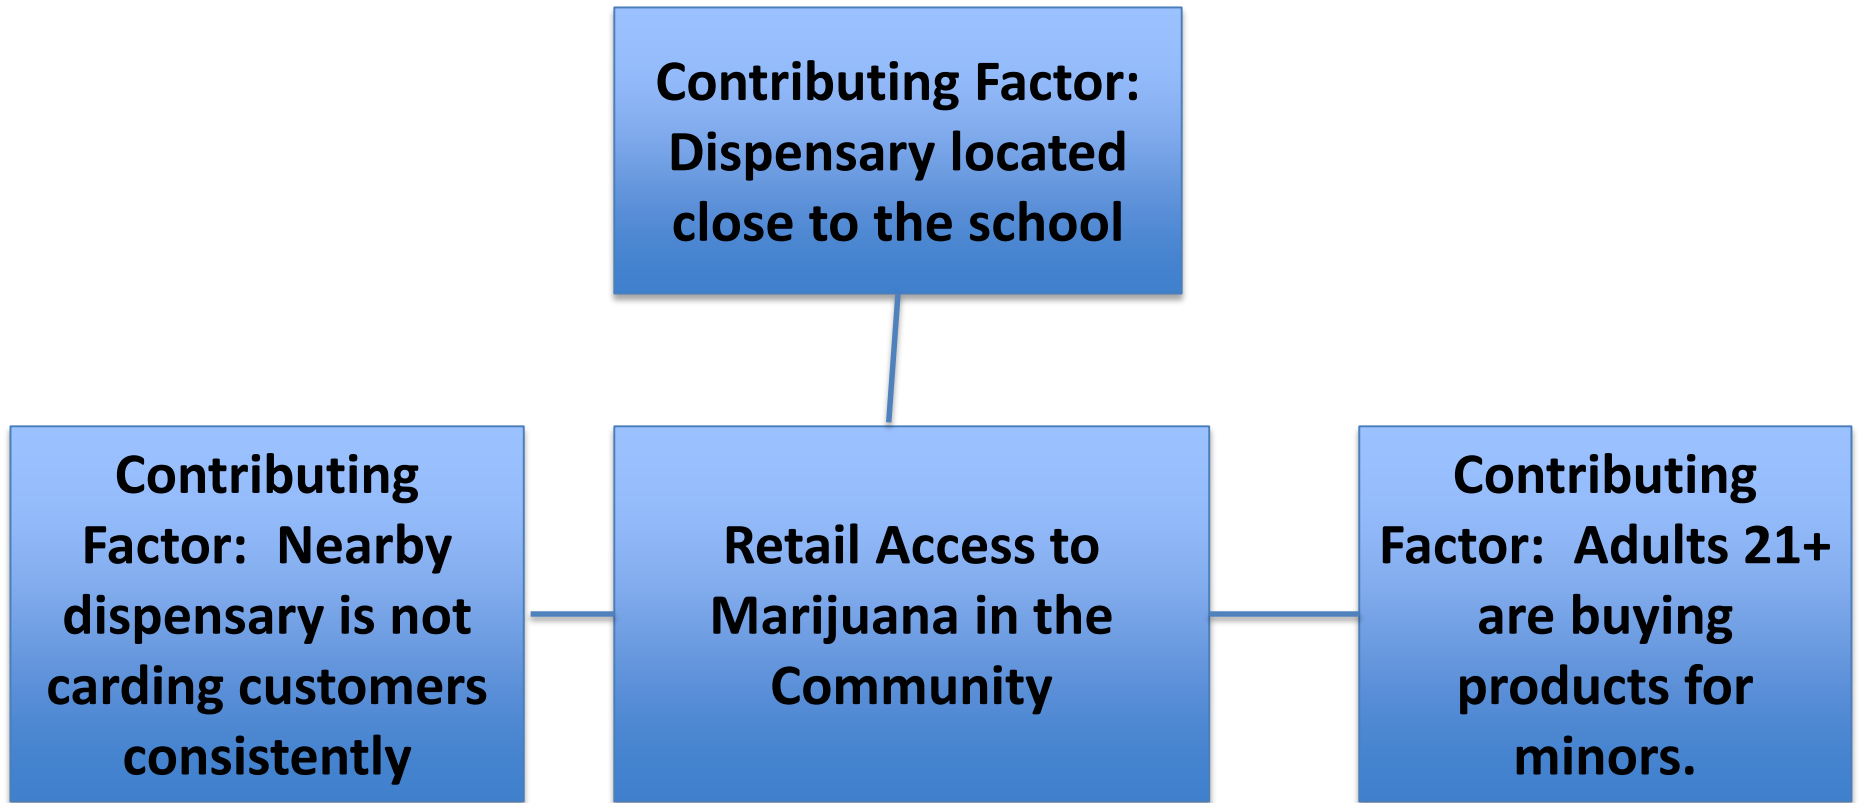 Contributing Factor:
Dispensary located
close to the school
Contributing
Factor:  Nearby
dispensary is not
carding customers
consistently
Retail Access to
Marijuana in the
Community
Contributing
Factor:  Adults 21+
are buying
products for
minors.